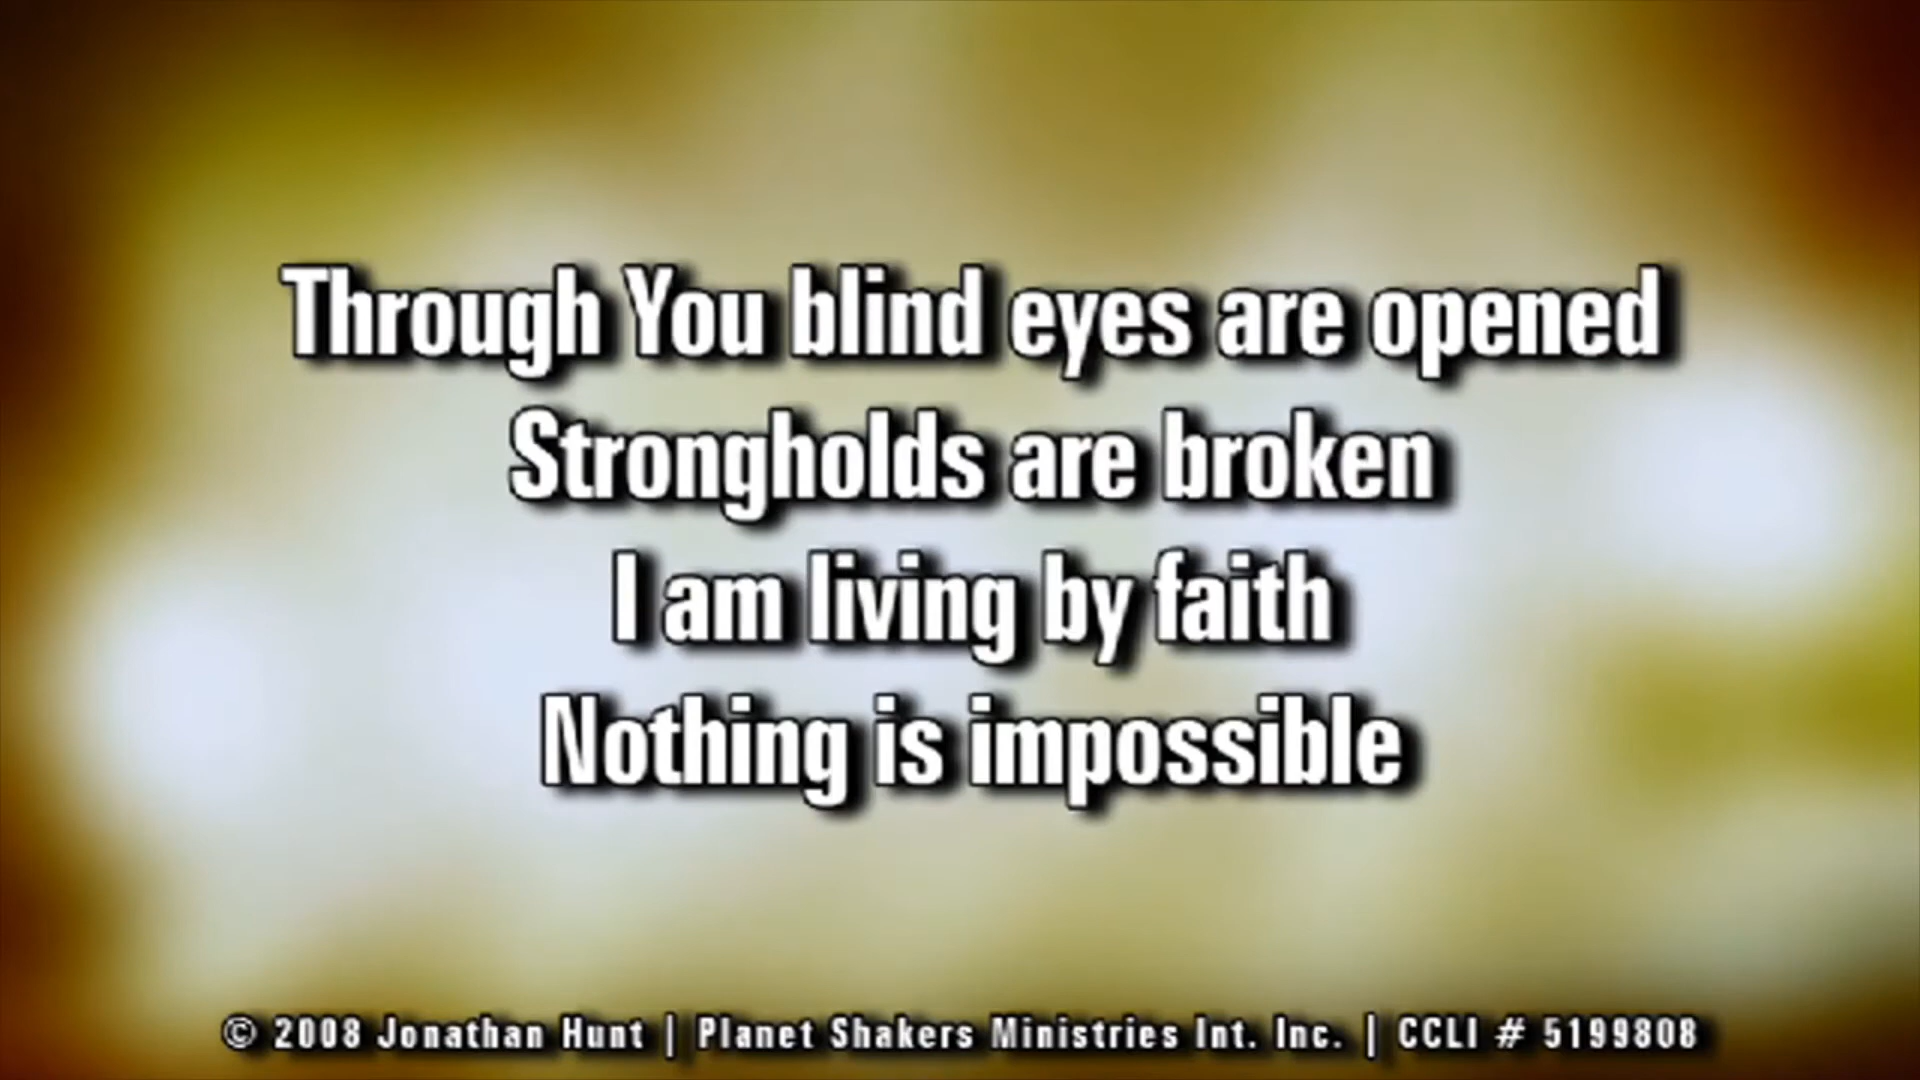 Through You blind eyes are opened
Strongholds are broken
I am living by faith
Nothing is impossible
© 2008 Jonathan Hunt | Planet Shakers Ministries Int. Inc. | CCLI # 5199808